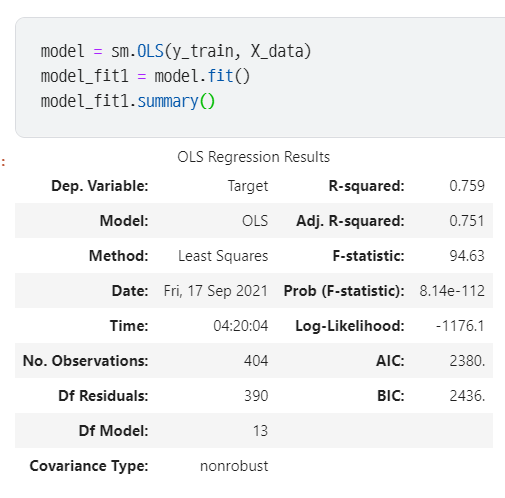 model = sm.OLS(y_train, X_data)
model_fit1 = model.fit()
model_fit1.summary()
:
OLS Regression Results
Dep. Variable: Target R-squared: 0.759
Model: OLS Adj. R-squared: 0.751
Method: Least Squares F-statistic: 94.63
Date: Fri, 17 Sep 2021 Prob (F-statistic): 8.14e-112
Time: 04:20:04 Log-Likelihood: -1176.1
No. Observations: 404 AIC: 2380.
Df Residuals: 390 BIC: 2436.
Df Model: 13
Covariance Type: nonrobust